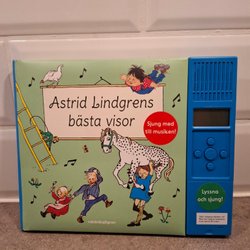 Astrid Lindgrens
bästa visor
Sjung med
till musiken!
Lyssna
och sjung!